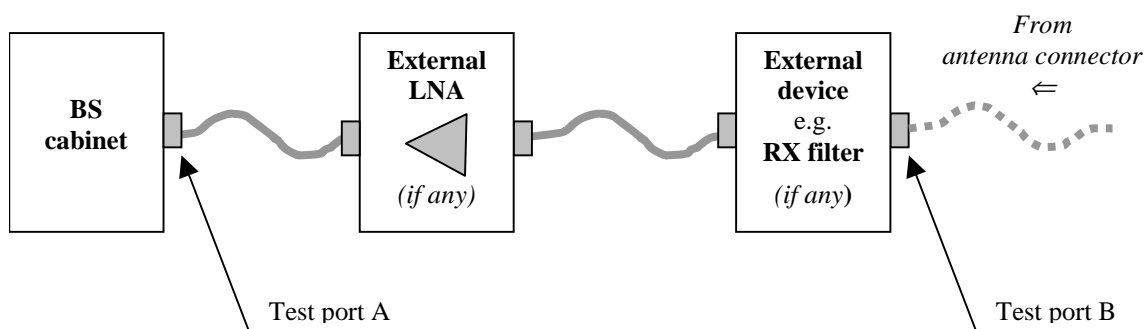 BS
cabinet
External
LNA
(if any)
External
device
e.g.
RX filter
(if any)
From
antenna connector
⇐
Test port A
Test port B